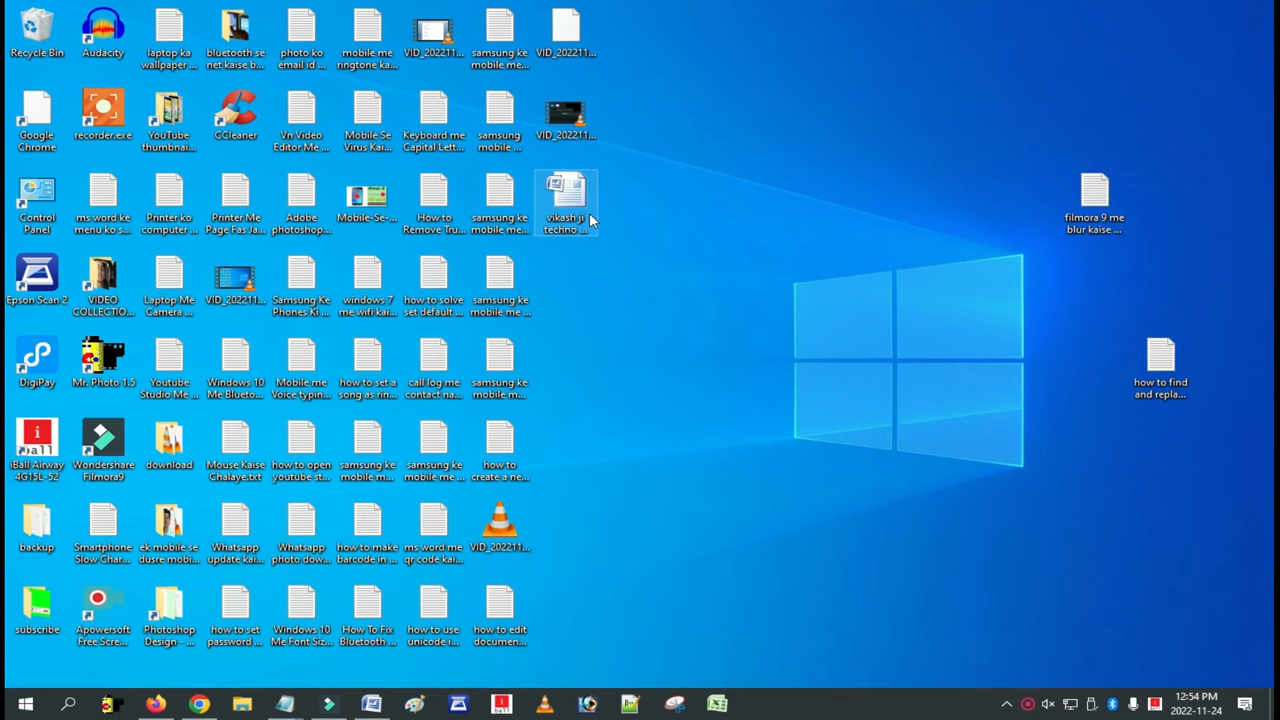 Recycle Bin
Audacity
laptop ka
wallpaper ...
bluetooth se
net kaise b...
photo ko
email id ...
mobile me
ringtone ka...
VID_202211...
samsung ke
mobile me...
VID_202211...
Google
Chrome
recorder.exe
YouTube
thumbnai...
CCleaner
Vn Video
Editor Me ...
Mobile Se
Virus Kai...
Keyboard me
Capital Lett...
samsung
mobile ...
VID_202211...
Control
Panel
ms word ke
menu ko s...
Printer ko
computer ...
Printer Me
Page Fas Ja...
Adobe
photoshop...
Mobile-Se-...
How to
Remove Tru...
samsung ke
mobile me...
vikash ji
techno ...
filmora 9 me
blur kaise ...
Epson Scan 2
VIDEO
COLLECTIO...
Laptop Me
Camera ...
VID_202211...
Samsung Ke
Phones Ki ...
windows 7
me wifi kai...
how to solve
set default ...
samsung ke
mobile me ...
DigiPay
Mr. Photo 1.5
Youtube
Studio Me ...
Windows 10
Me Blueto...
Mobile me
Voice typin...
how to set a
song as rin...
call log me
contact na...
samsung ke
mobile m...
how to find
and repla...
i
ball
iBall Airway
4G15L-52
Wondershare
Filmora9
download
Mouse Kaise
Chalaye.txt
how to open
youtube st...
samsung ke
mobile m...
samsung ke
mobile me ...
how to
create a ne...
backup
Smartphone
Slow Char...
ek mobile se
dusre mobi...
Whatsapp
update kai...
Whatsapp
photo dow...
how to make
barcode in ...
ms word me
qr code kai...
VID_202211...
subscribe
Apowersoft
Free Scre...
Photoshop
Design - ...
how to set
password ...
Windows 10
Me Font Siz...
How To Fix
Bluetooth ...
how to use
unicode i...
how to edit
documen...
12:54 PM
2022-11-24